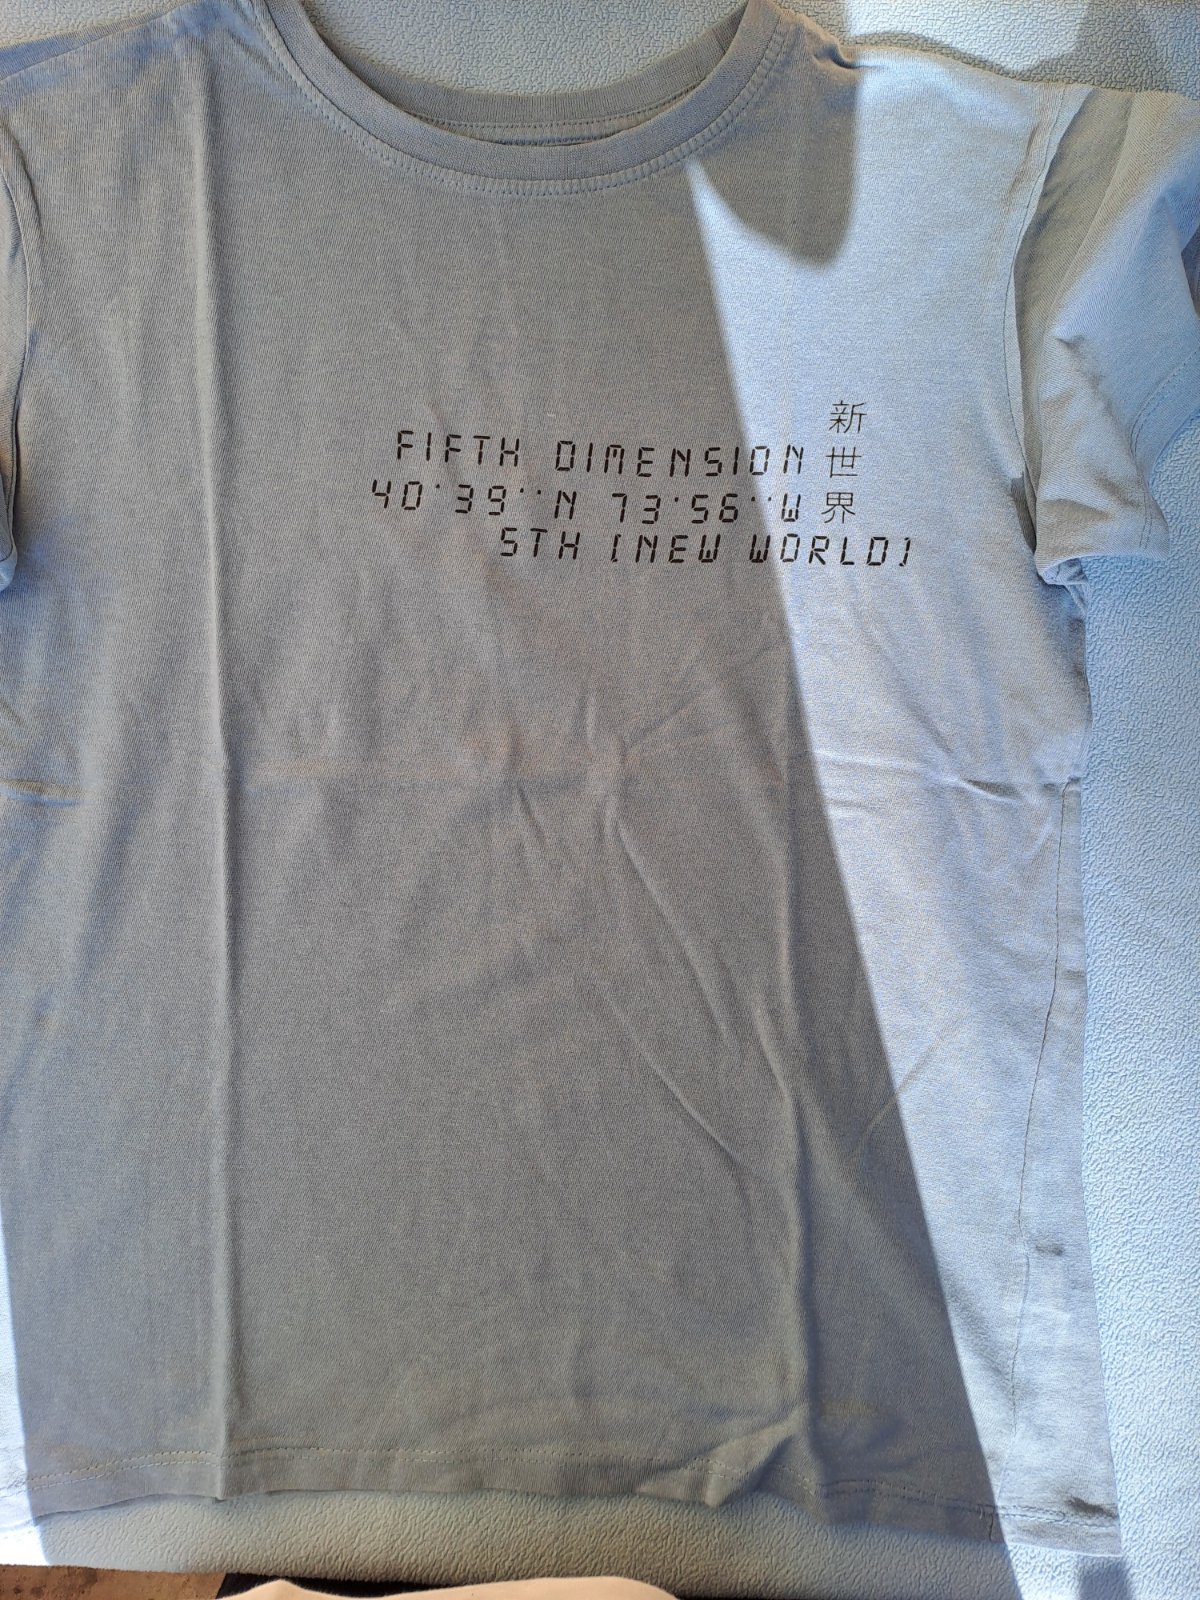 FIFTH DIMENSION
40·39··N 73·56··W
5TH [NEW WORLD]
新世界